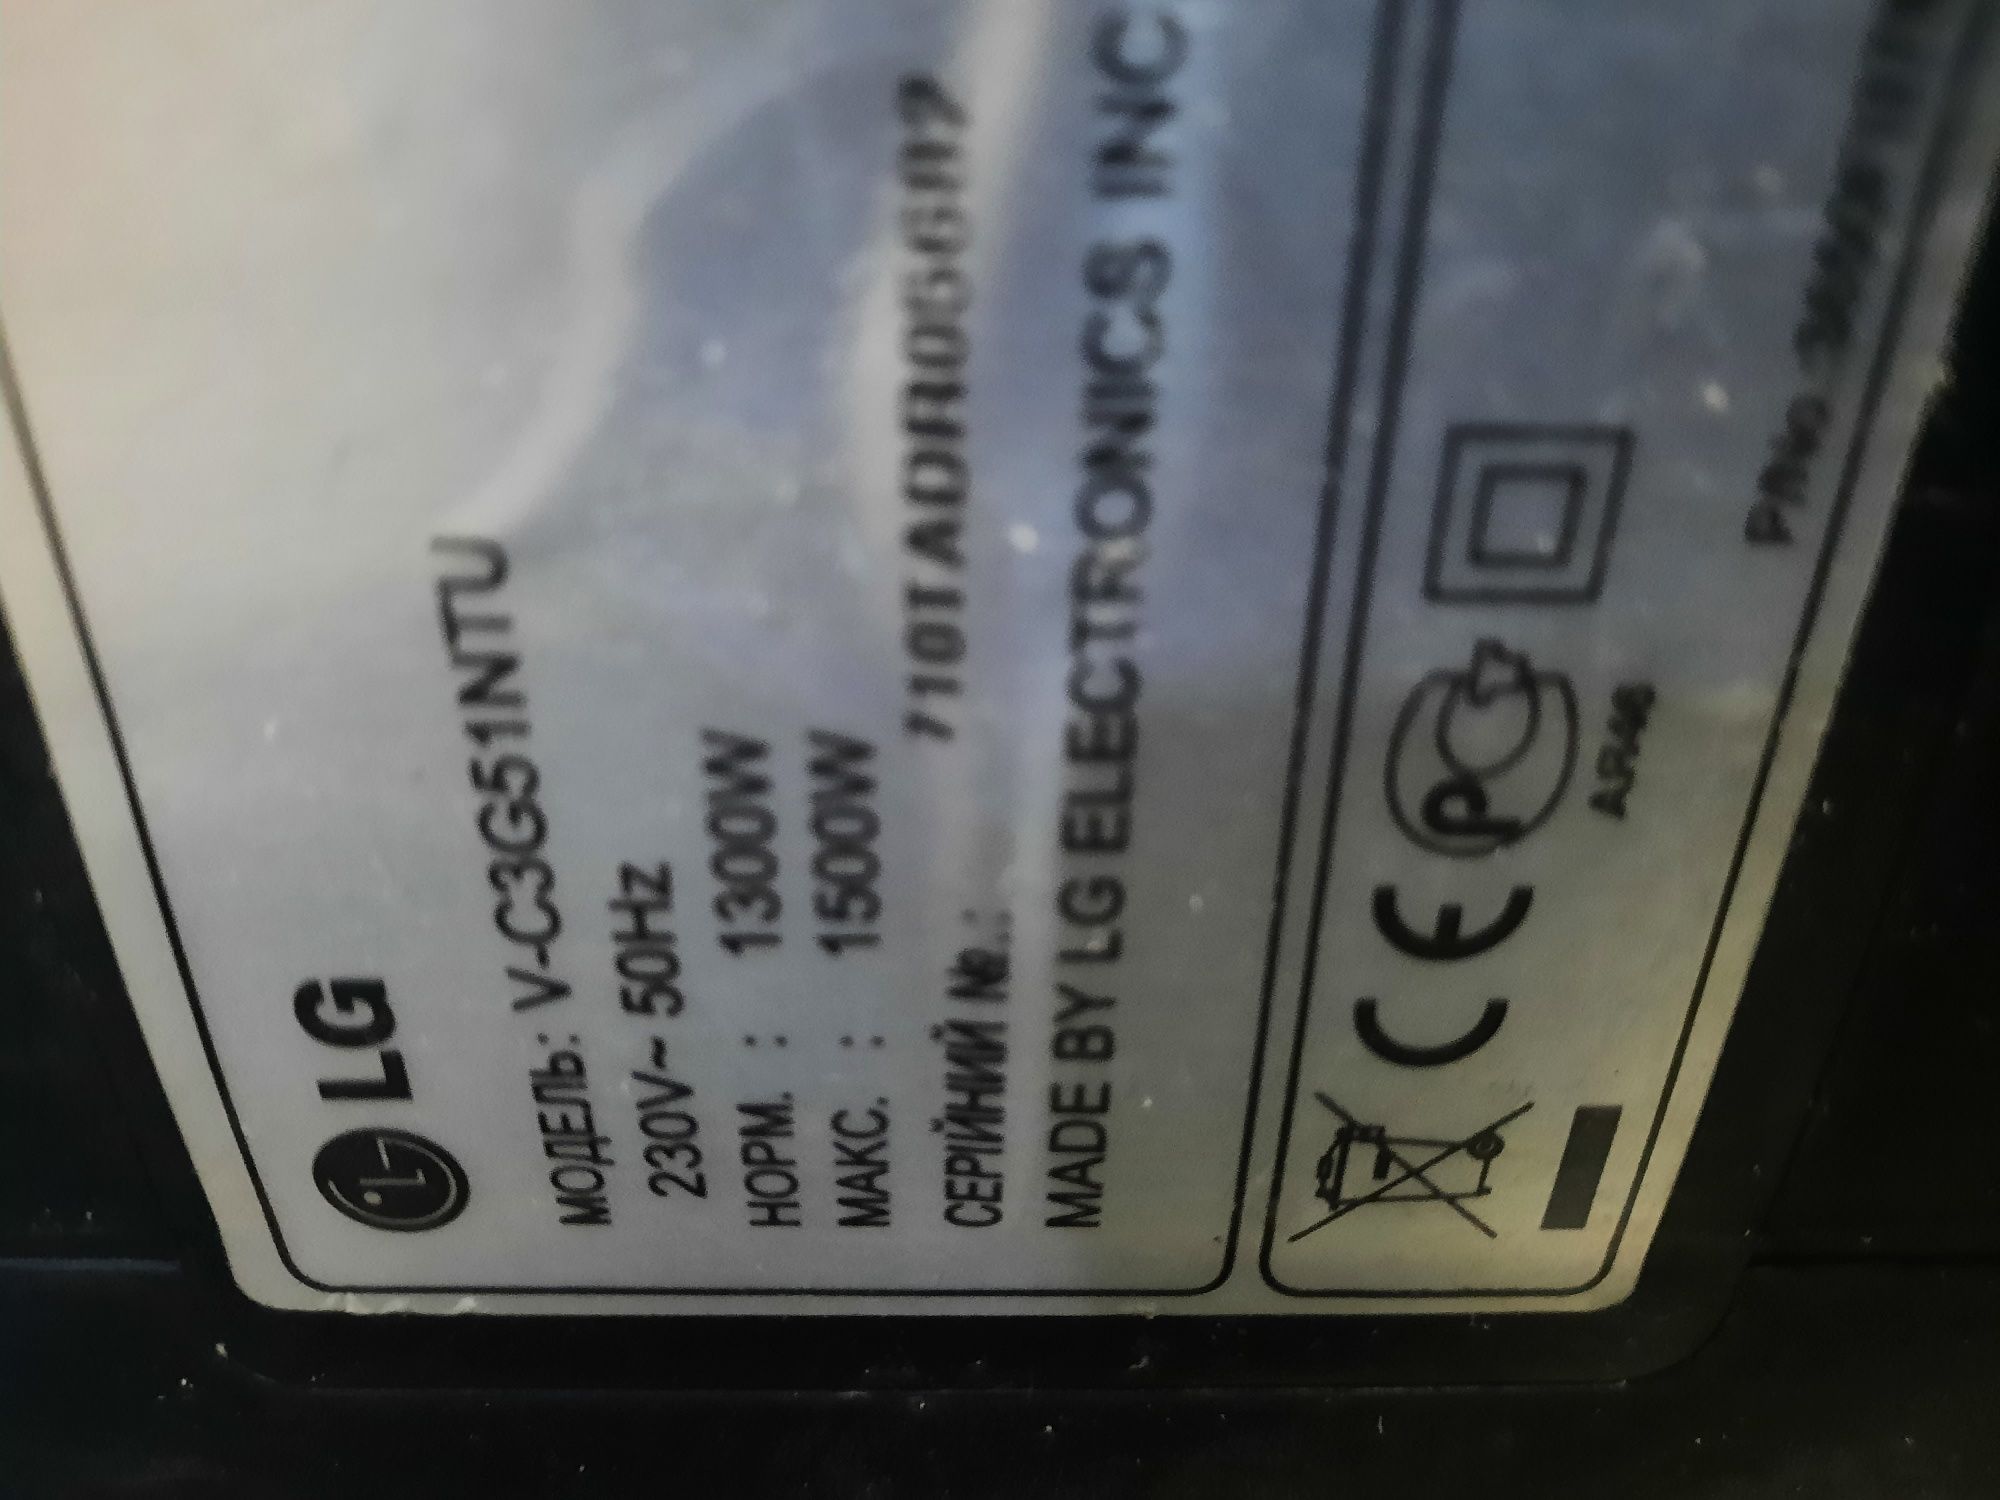 LG
МОДЕЛЬ: V-C3G51NTU
230V~ 50Hz
НОРМ. : 1300W
МАКС. : 1500W
СЕРІЙНИЙ №.:
MADE BY LG ELECTRONICS INC
CE